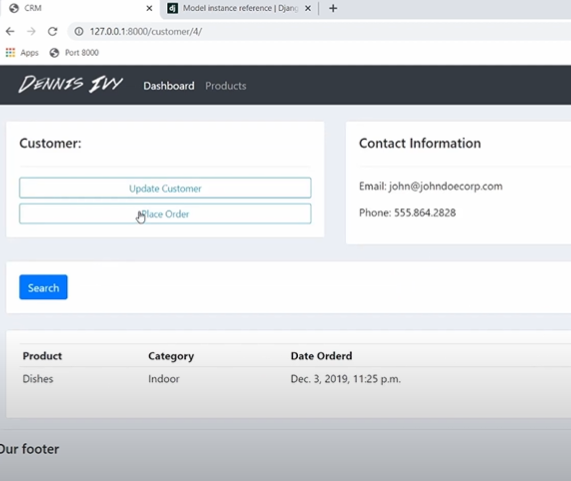 CRM
Model instance reference | Djang
127.0.0.1:8000/customer/4/
Apps Port 8000
DENNIS IVY Dashboard Products
Customer:
Update Customer
Place Order
Contact Information
Email: john@johndoecorp.com
Phone: 555.864.2828
Search
Product Category Date Orderd
Dishes Indoor Dec. 3, 2019, 11:25 p.m.
Our footer